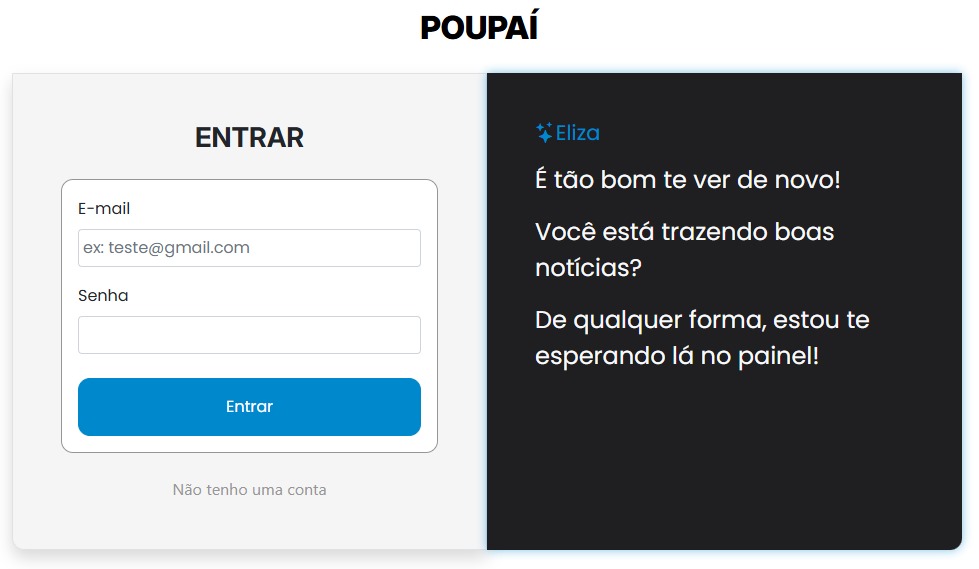 POUPAÍ
ENTRAR
E-mail
ex: teste@gmail.com
Senha
Entrar
Não tenho uma conta
Eliza
É tão bom te ver de novo!
Você está trazendo boas
notícias?
De qualquer forma, estou te
esperando lá no painel!